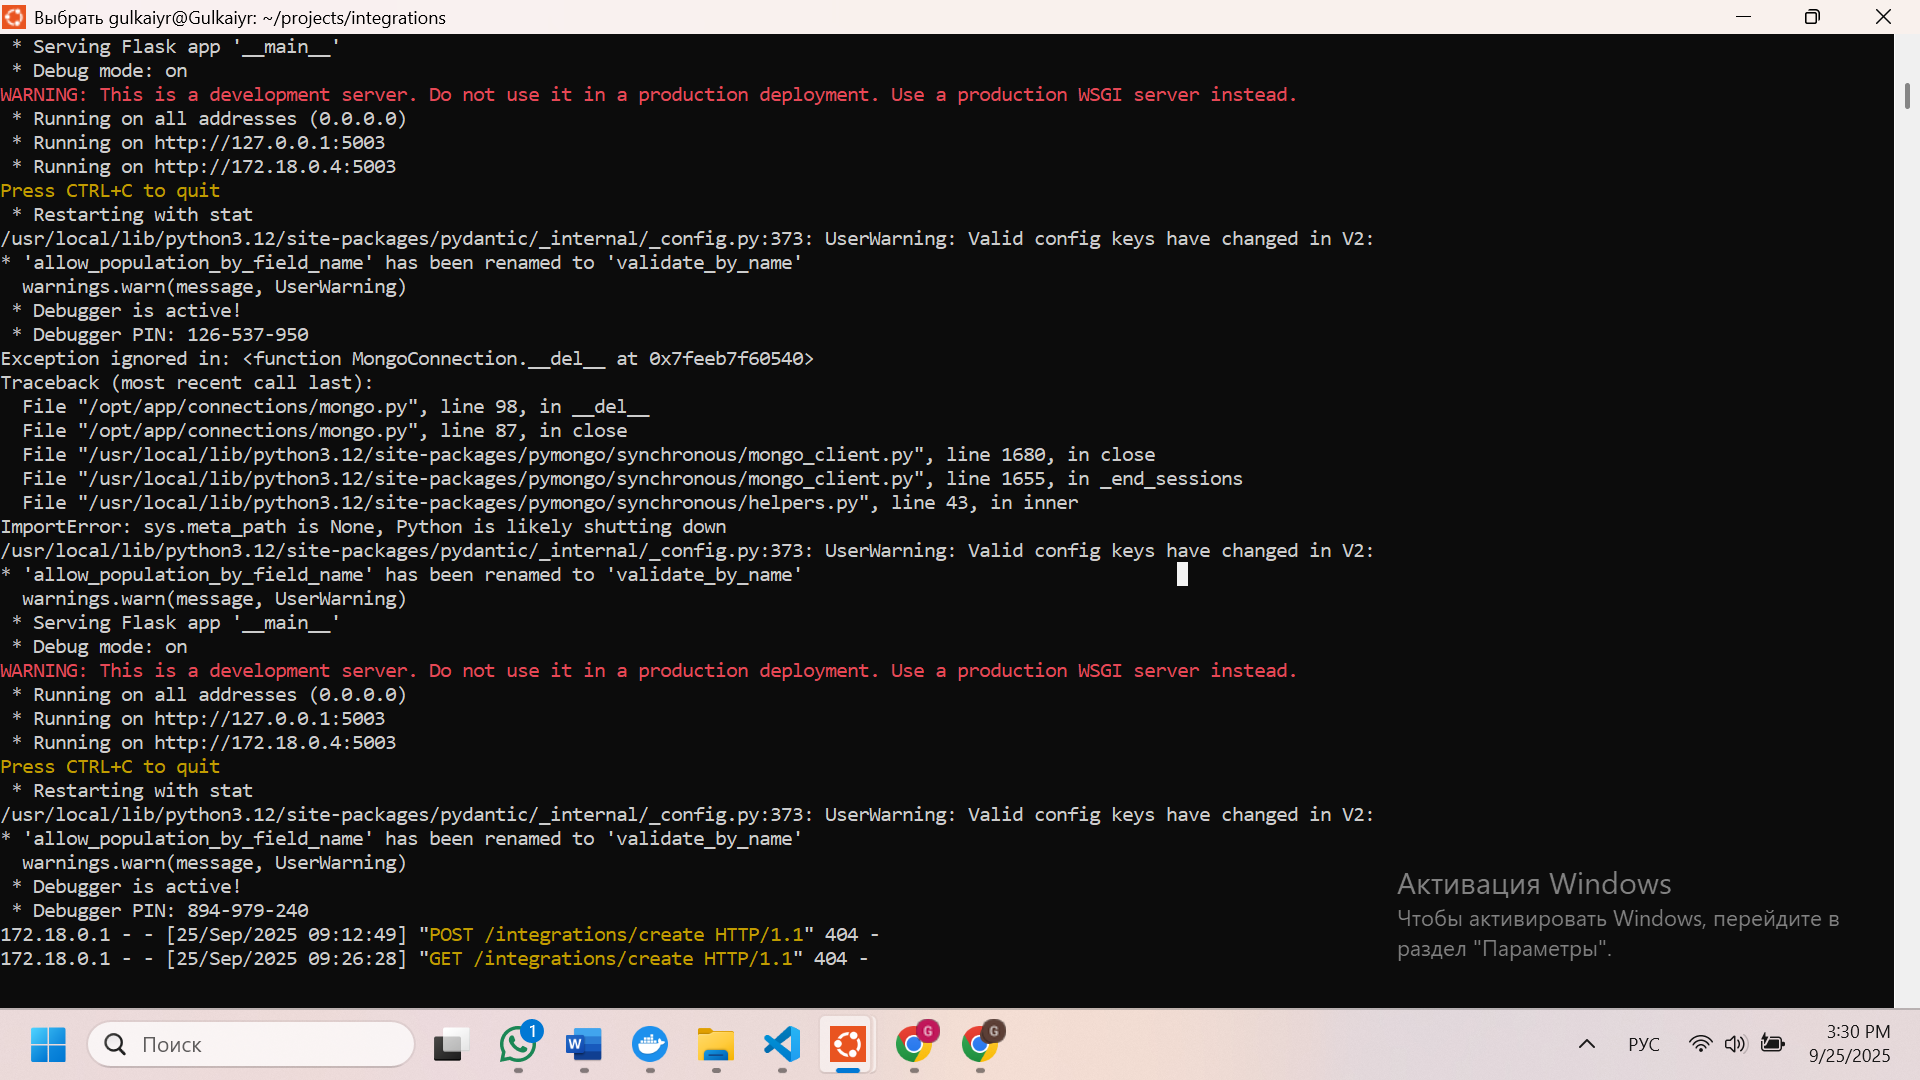 Выбрать gulkaiyr@Gulkaiyr: ~/projects/integrations
* Serving Flask app '__main__'
* Debug mode: on
WARNING: This is a development server. Do not use it in a production deployment. Use a production WSGI server instead.
* Running on all addresses (0.0.0.0)
* Running on http://127.0.0.1:5003
* Running on http://172.18.0.4:5003
Press CTRL+C to quit
* Restarting with stat
/usr/local/lib/python3.12/site-packages/pydantic/_internal/_config.py:373: UserWarning: Valid config keys have changed in V2:
* 'allow_population_by_field_name' has been renamed to 'validate_by_name'
warnings.warn(message, UserWarning)
* Debugger is active!
* Debugger PIN: 126-537-950
Exception ignored in: <function MongoConnection.__del__ at 0x7feeb7f60540>
Traceback (most recent call last):
File "/opt/app/connections/mongo.py", line 98, in __del__
File "/opt/app/connections/mongo.py", line 87, in close
File "/usr/local/lib/python3.12/site-packages/pymongo/synchronous/mongo_client.py", line 1680, in close
File "/usr/local/lib/python3.12/site-packages/pymongo/synchronous/mongo_client.py", line 1655, in _end_sessions
File "/usr/local/lib/python3.12/site-packages/pymongo/synchronous/helpers.py", line 43, in inner
ImportError: sys.meta_path is None, Python is likely shutting down
/usr/local/lib/python3.12/site-packages/pydantic/_internal/_config.py:373: UserWarning: Valid config keys have changed in V2:
* 'allow_population_by_field_name' has been renamed to 'validate_by_name'
warnings.warn(message, UserWarning)
* Serving Flask app '__main__'
* Debug mode: on
WARNING: This is a development server. Do not use it in a production deployment. Use a production WSGI server instead.
* Running on all addresses (0.0.0.0)
* Running on http://127.0.0.1:5003
* Running on http://172.18.0.4:5003
Press CTRL+C to quit
* Restarting with stat
/usr/local/lib/python3.12/site-packages/pydantic/_internal/_config.py:373: UserWarning: Valid config keys have changed in V2:
* 'allow_population_by_field_name' has been renamed to 'validate_by_name'
warnings.warn(message, UserWarning)
* Debugger is active!
* Debugger PIN: 894-979-240
172.18.0.1 - - [25/Sep/2025 09:12:49] "POST /integrations/create HTTP/1.1" 404 -
172.18.0.1 - - [25/Sep/2025 09:26:28] "GET /integrations/create HTTP/1.1" 404 -
Активация Windows
Чтобы активировать Windows, перейдите в
раздел "Параметры".
Поиск
1
W
G
G
РУС
3:30 PM
9/25/2025